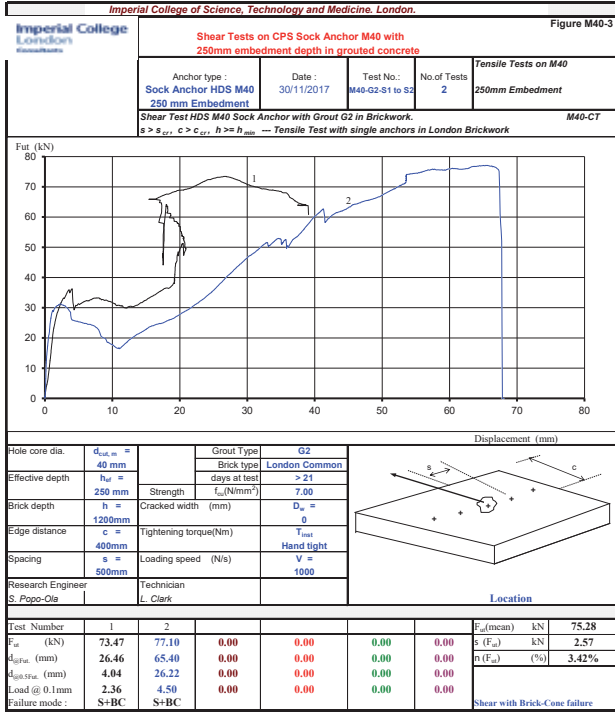 Imperial College of Science, Technology and Medicine. London.
Imperial College
London
Consultants
Shear Tests on CPS Sock Anchor M40 with
250mm embedment depth in grouted concrete
Figure M40-3
Anchor type :
Sock Anchor HDS M40
250 mm Embedment
Date :
30/11/2017
Test No.:
M40-G2-S1 to S2
No.of Tests
2
Tensile Tests on M40
250mm Embedment
Shear Test HDS M40 Sock Anchor with Grout G2 in Brickwork. M40-CT
s > s cr , c > c cr , h >= h min --- Tensile Test with single anchors in London Brickwork
Fut (kN)
80
70
60
50
40
30
20
10
0
1
2
0 10 20 30 40 50 60 70 80
Displacement (mm)
Hole core dia. dcut, m = Grout Type G2
40 mm Brick type London Common
Effective depth hef = days at test > 21
250 mm Strength fcu(N/mm2) 7.00
Brick depth h = Cracked width (mm) Dw =
1200mm 0
Edge distance c = Tightening torque(Nm) Tinst
400mm Hand tight
Spacing s = Loading speed (N/s) V =
500mm 1000
Research Engineer Technician
S. Popo-Ola L. Clark
s
c
Location
Test Number 1 2
Fut (kN) 73.47 77.10 0.00 0.00 0.00 0.00
d@Fut. (mm) 26.46 65.40 0.00 0.00 0.00 0.00
d@0.5Fut. (mm) 4.04 26.22 0.00 0.00 0.00 0.00
Load @ 0.1mm 2.36 4.50 0.00 0.00 0.00 0.00
Failure mode : S+BC S+BC
Fut(mean) kN 75.28
s (Fut) kN 2.57
n (Fut) (%) 3.42%
Shear with Brick-Cone failure